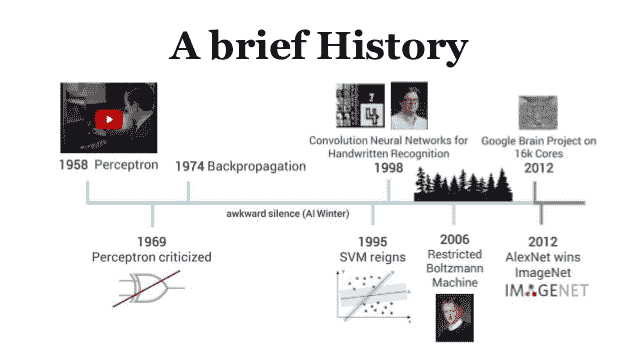 A brief History
1958 Perceptron
1974 Backpropagation
Convolution Neural Networks for
Handwritten Recognition
1998
Google Brain Project on
16k Cores
2012
awkward silence (AI Winter)
1969
Perceptron criticized
1995
SVM reigns
2006
Restricted
Boltzmann
Machine
2012
AlexNet wins
ImageNet
IMAGENET